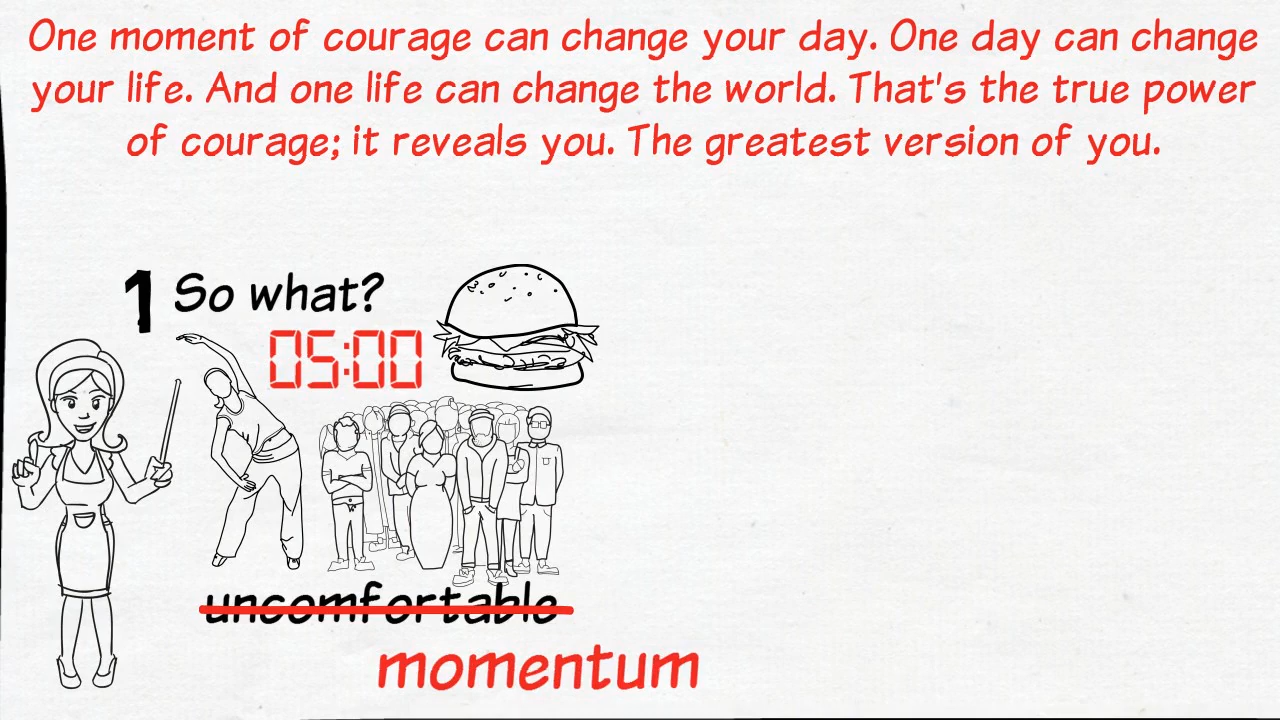 One moment of courage can change your day. One day can change
your life. And one life can change the world. That's the true power
of courage; it reveals you. The greatest version of you.
1 So what?
05:00
uncomfortable
momentum